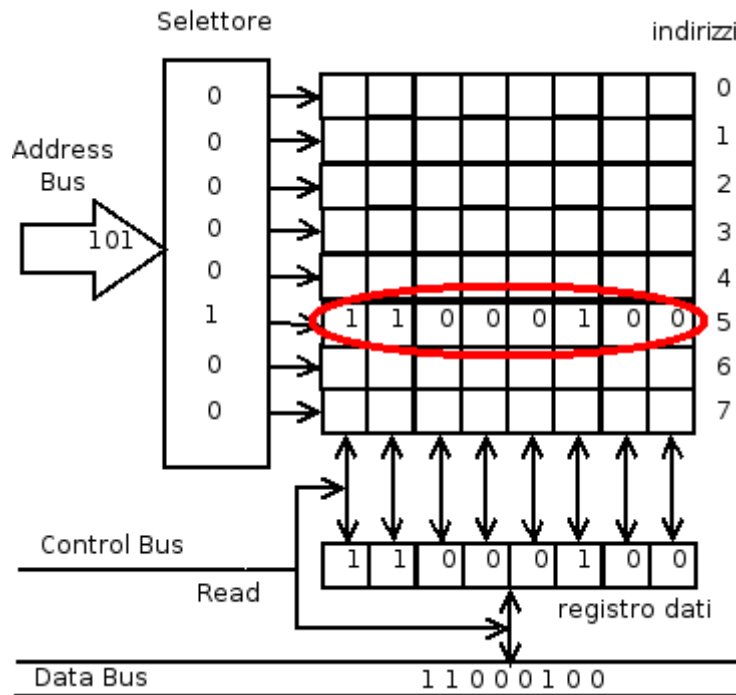 Selettore
indirizzi
0 0
0 1
Address
Bus
0 2
101
0 3
0 4
1 1 1 0 0 0 1 0 0 5
0 6
0 7
Control Bus
1 1 0 0 0 1 0 0
Read
registro dati
Data Bus 1 1 0 0 0 1 0 0